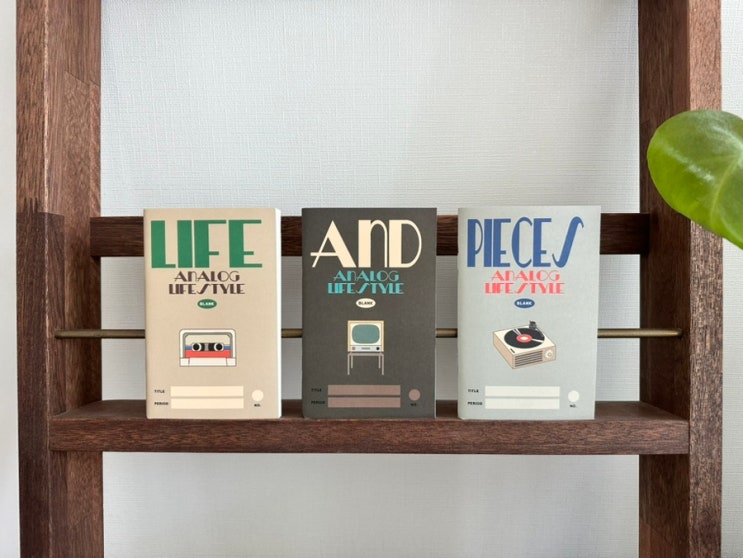 LIFE
ANALOG
LIFESTYLE
BLANK
TITLE
PERIOD
NO.
AND
ANALOG
LIFESTYLE
BLANK
TITLE
PERIOD
NO.
PIECES
ANALOG
LIFESTYLE
BLANK
TITLE
PERIOD
NO.